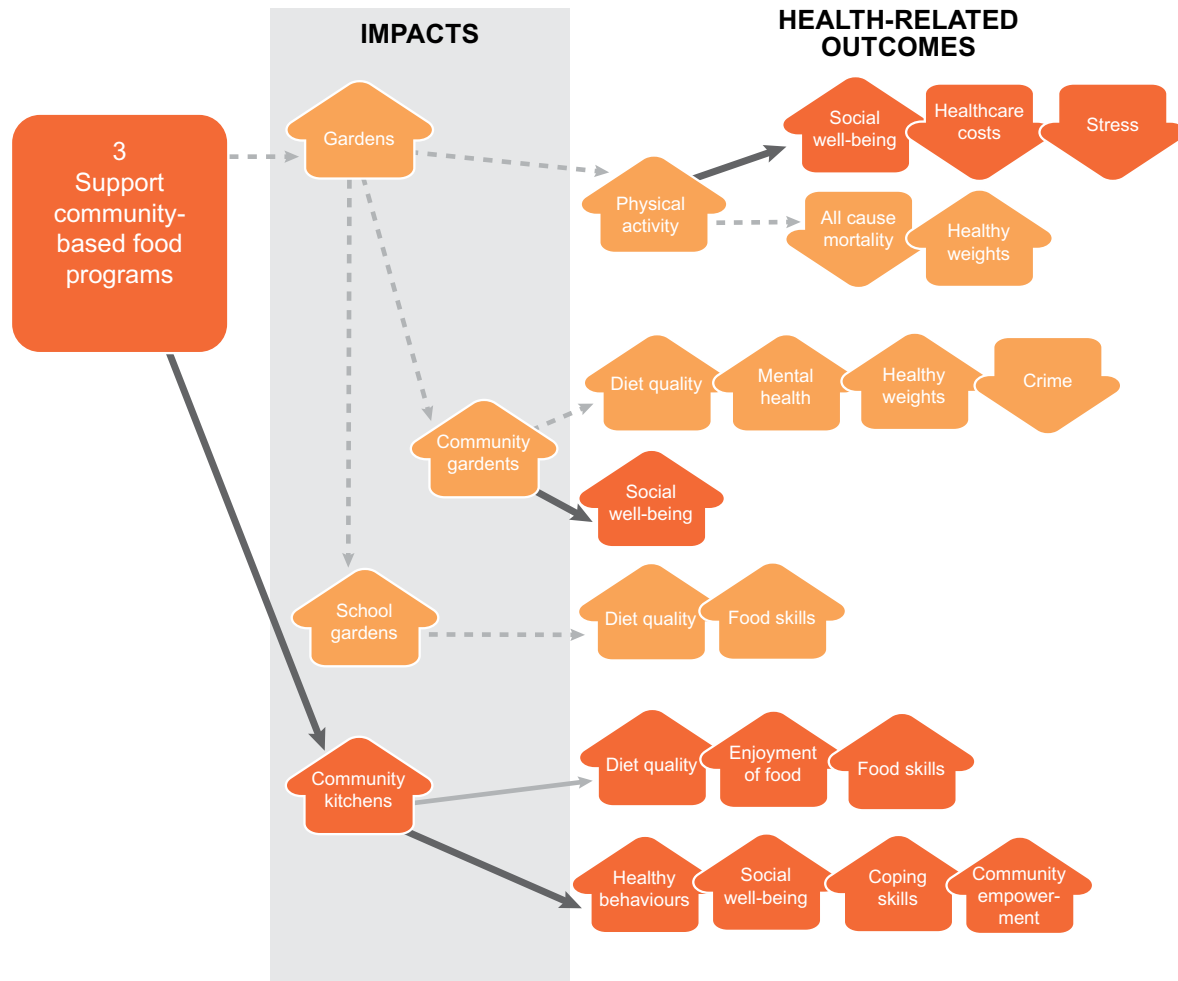 IMPACTS
HEALTH-RELATED
OUTCOMES
3
Support
community-
based food
programs
Gardens
Social
well-being
Healthcare
costs
Stress
Physical
activity
All cause
mortality
Healthy
weights
Community
gardents
Diet quality
Mental
health
Healthy
weights
Crime
Social
well-being
School
gardens
Diet quality
Food skills
Community
kitchens
Diet quality
Enjoyment
of food
Food skills
Healthy
behaviours
Social
well-being
Coping
skills
Community
empower-
ment